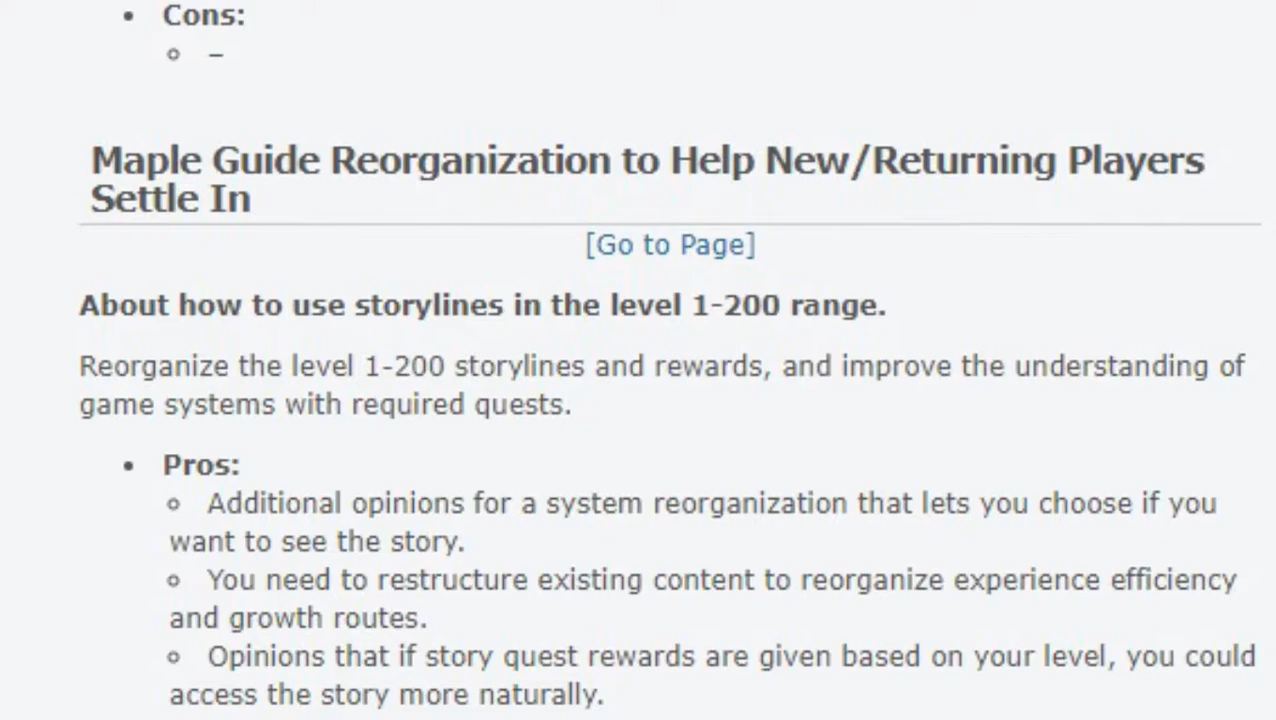 • Cons:
◦ –
Maple Guide Reorganization to Help New/Returning Players
Settle In
[Go to Page]
About how to use storylines in the level 1-200 range.
Reorganize the level 1-200 storylines and rewards, and improve the understanding of
game systems with required quests.
• Pros:
◦ Additional opinions for a system reorganization that lets you choose if you
want to see the story.
◦ You need to restructure existing content to reorganize experience efficiency
and growth routes.
◦ Opinions that if story quest rewards are given based on your level, you could
access the story more naturally.